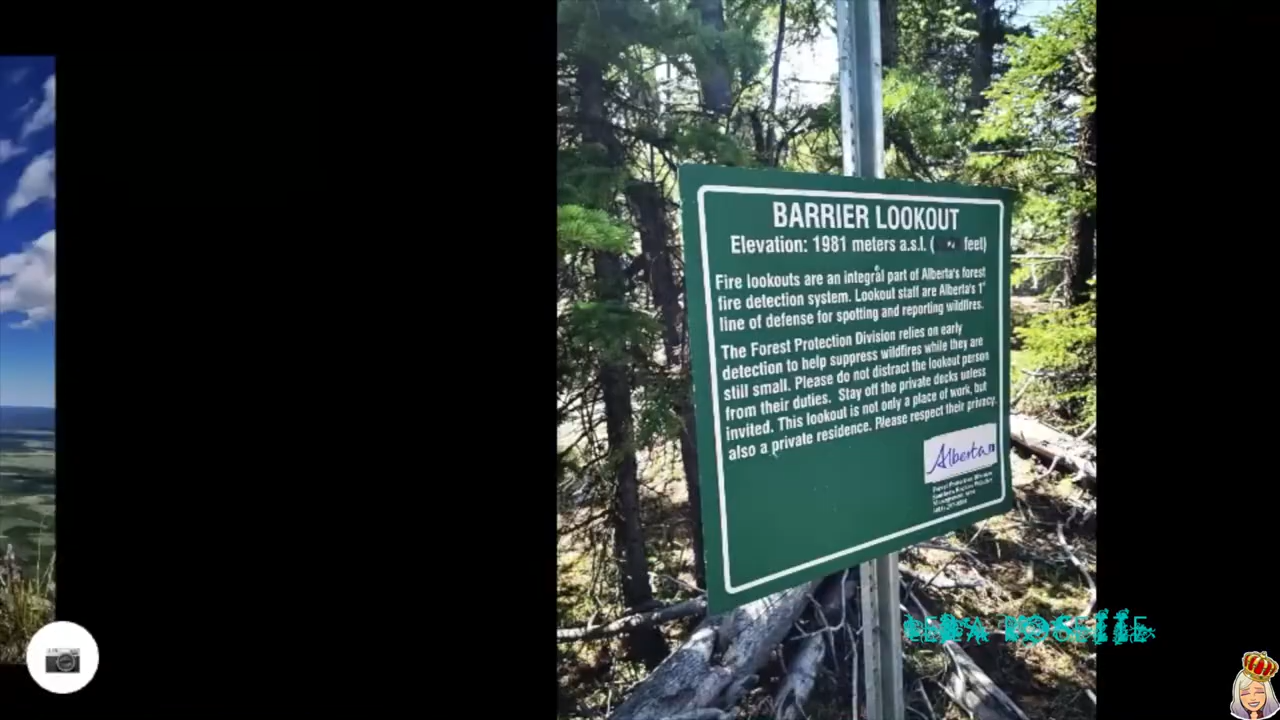 BARRIER LOOKOUT
Elevation: 1981 meters a.s.l. ( feet)
Fire lookouts are an integral part of Alberta's forest
fire detection system. Lookout staff are Alberta's 1st
line of defense for spotting and reporting wildfires.
The Forest Protection Division relies on early
detection to help suppress wildfires while they are
still small. Please do not distract the lookout person
from their duties. Stay off the private decks unless
invited. This lookout is not only a place of work, but
also a private residence. Please respect their privacy.
Alberta
Forest Protection Division